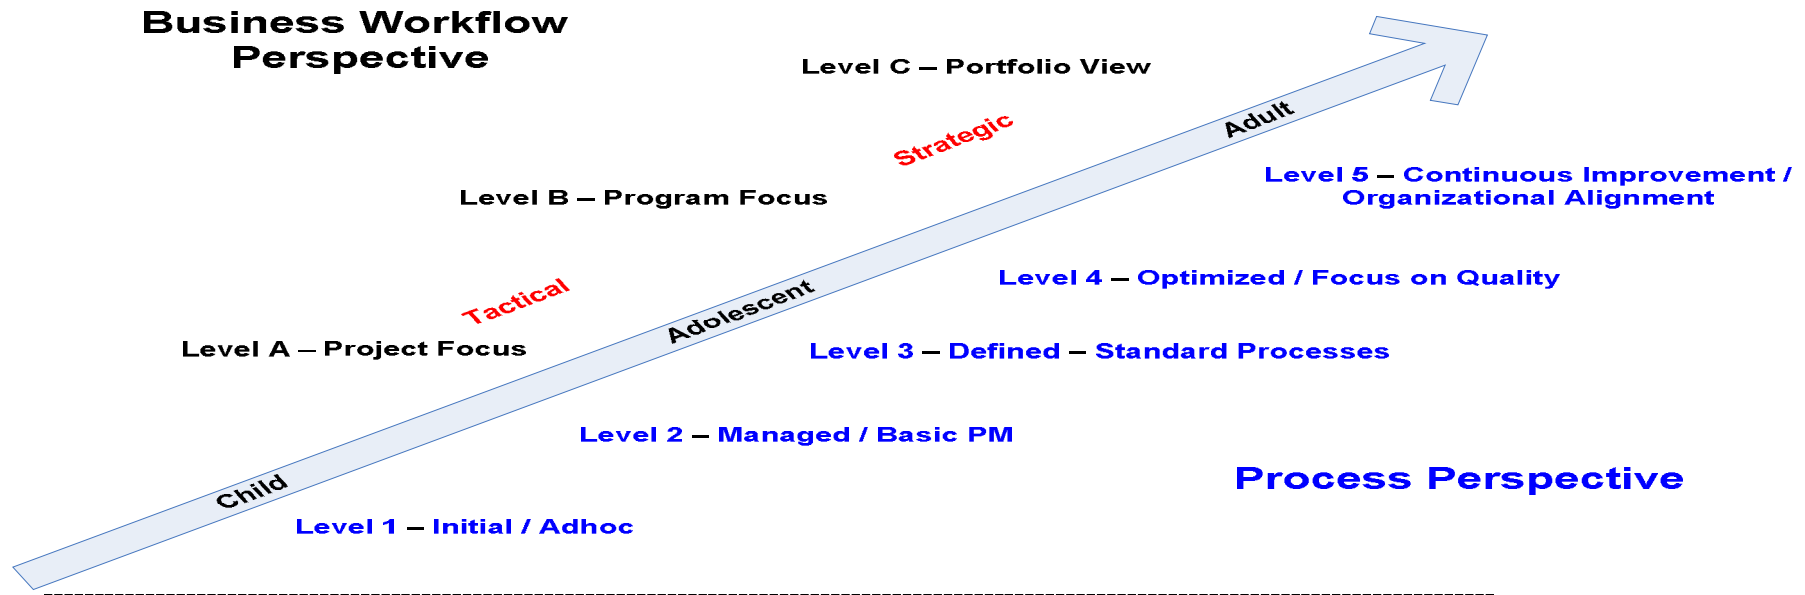 Business Workflow
Perspective
Level C – Portfolio View
Adult
Strategic
Level 5 – Continuous Improvement /
Organizational Alignment
Level B – Program Focus
Level 4 – Optimized / Focus on Quality
Tactical
Adolescent
Level A – Project Focus
Level 3 – Defined – Standard Processes
Level 2 – Managed / Basic PM
Process Perspective
Child
Level 1 – Initial / Adhoc